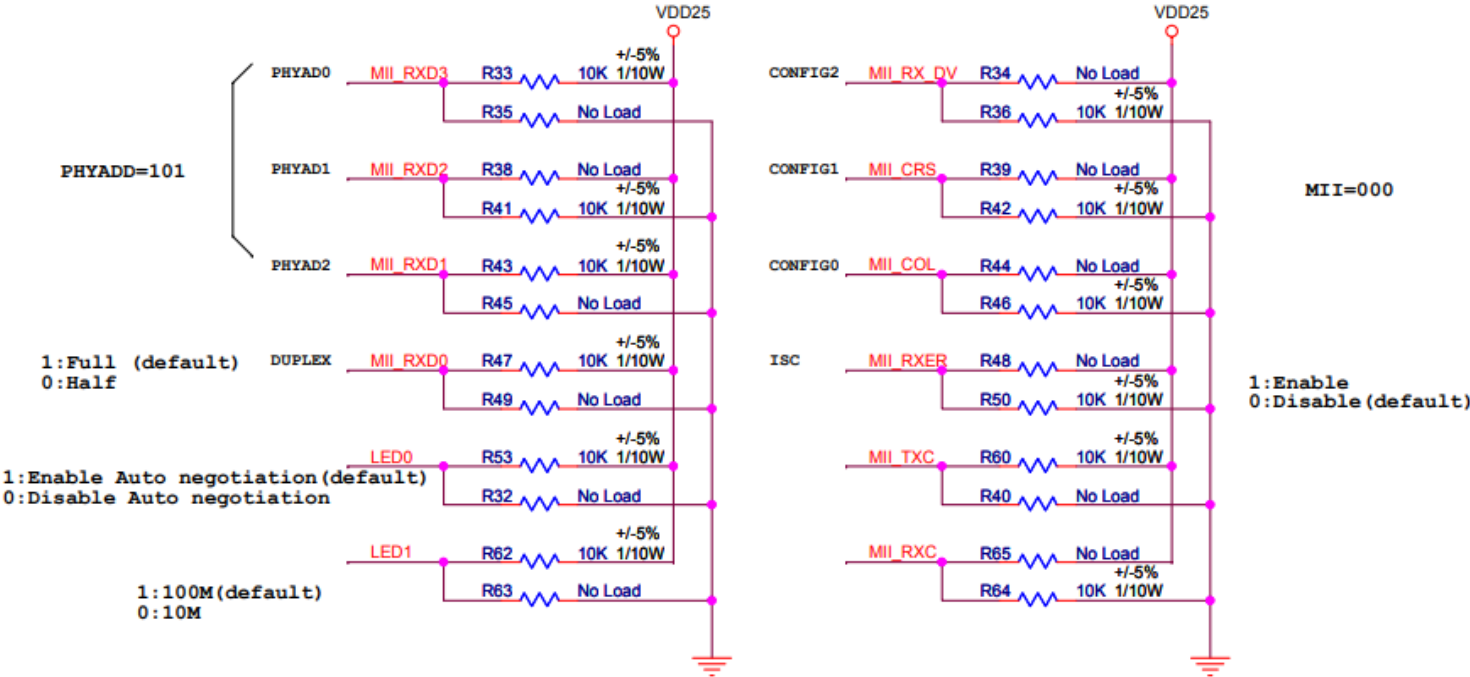 VDD25
VDD25
PHYAD0 MII_RXD3 R33 10K +/-5% 1/10W
R35 No Load
PHYADD=101
PHYAD1 MII_RXD2 R38 No Load
R41 10K +/-5% 1/10W
PHYAD2 MII_RXD1 R43 10K +/-5% 1/10W
R45 No Load
1:Full (default)
0:Half
DUPLEX MII_RXD0 R47 10K +/-5% 1/10W
R49 No Load
LED0 R53 10K +/-5% 1/10W
1:Enable Auto negotiation(default)
0:Disable Auto negotiation
R32 No Load
LED1 R62 10K +/-5% 1/10W
R63 No Load
1:100M(default)
0:10M
CONFIG2 MII_RX_DV R34 No Load
R36 10K +/-5% 1/10W
CONFIG1 MII_CRS R39 No Load
R42 10K +/-5% 1/10W
MII=000
CONFIG0 MII_COL R44 No Load
R46 10K +/-5% 1/10W
ISC MII_RXER R48 No Load
R50 10K +/-5% 1/10W
1:Enable
0:Disable(default)
MII_TXC R60 10K +/-5% 1/10W
R40 No Load
MII_RXC R65 No Load
R64 10K +/-5% 1/10W